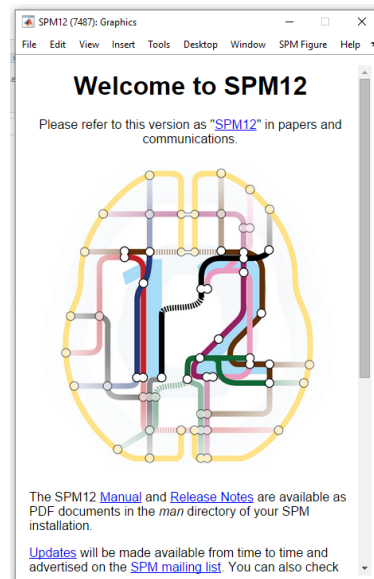 SPM12 (7487): Graphics
File Edit View Insert Tools Desktop Window SPM Figure Help
Welcome to SPM12
Please refer to this version as "SPM12" in papers and
communications.
12
The SPM12 Manual and Release Notes are available as
PDF documents in the man directory of your SPM
installation.
Updates will be made available from time to time and
advertised on the SPM mailing list. You can also check